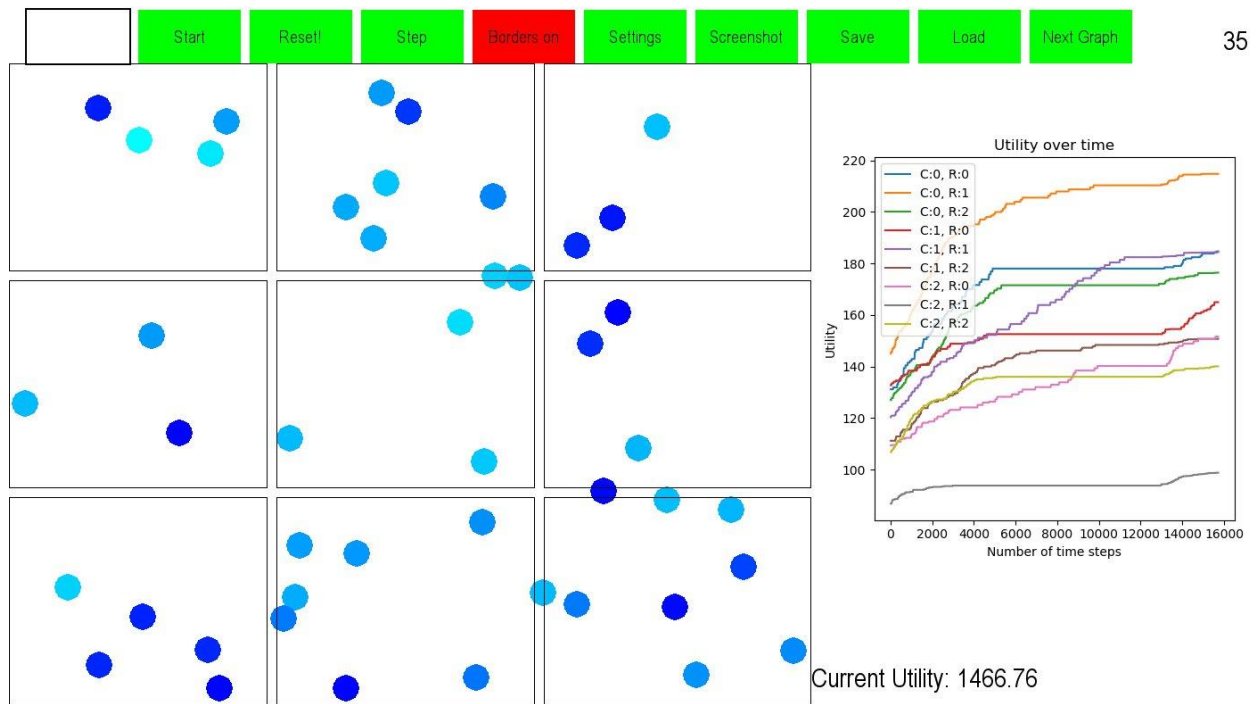 Start Reset! Step Borders on Settings Screenshot Save Load Next Graph 35
Utility over time
220
200
180
160
140
120
100
Utility
C:0, R:0
C:0, R:1
C:0, R:2
C:1, R:0
C:1, R:1
C:1, R:2
C:2, R:0
C:2, R:1
C:2, R:2
0 2000 4000 6000 8000 10000 12000 14000 16000
Number of time steps
Current Utility: 1466.76